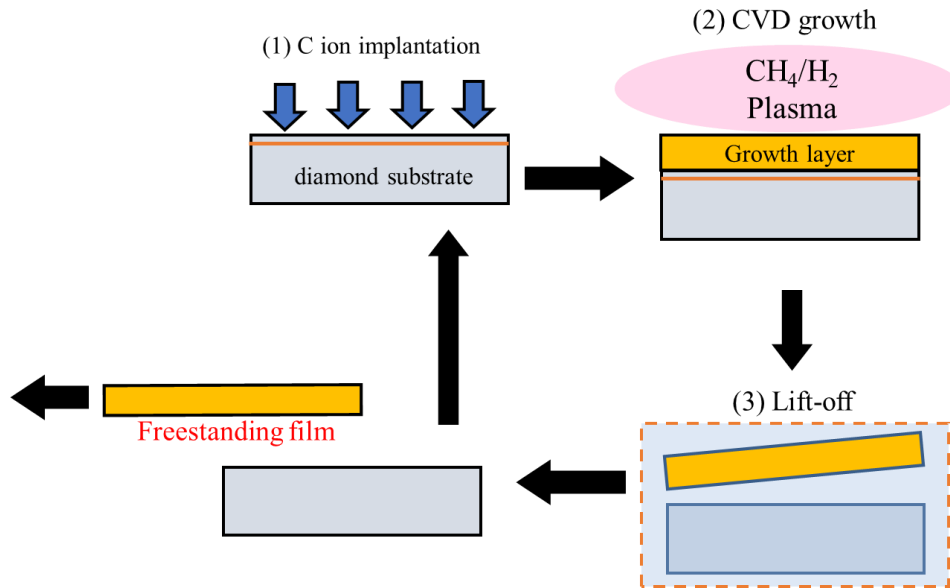 (1) C ion implantation
diamond substrate
(2) CVD growth
CH₄/H₂
Plasma
Growth layer
(3) Lift-off
Freestanding film